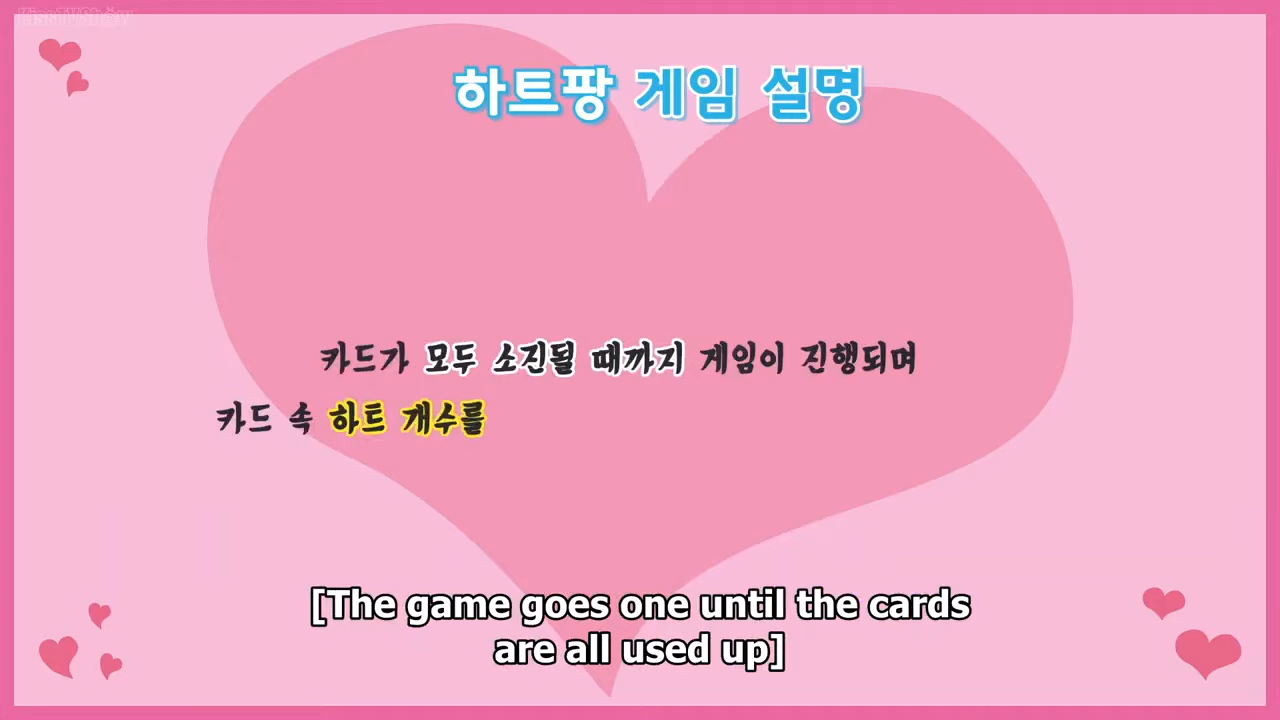 KissTVShow
하트팡 게임 설명
카드가 모두 소진될 때까지 게임이 진행되며
카드 속 하트 개수를
[The game goes one until the cards
are all used up]